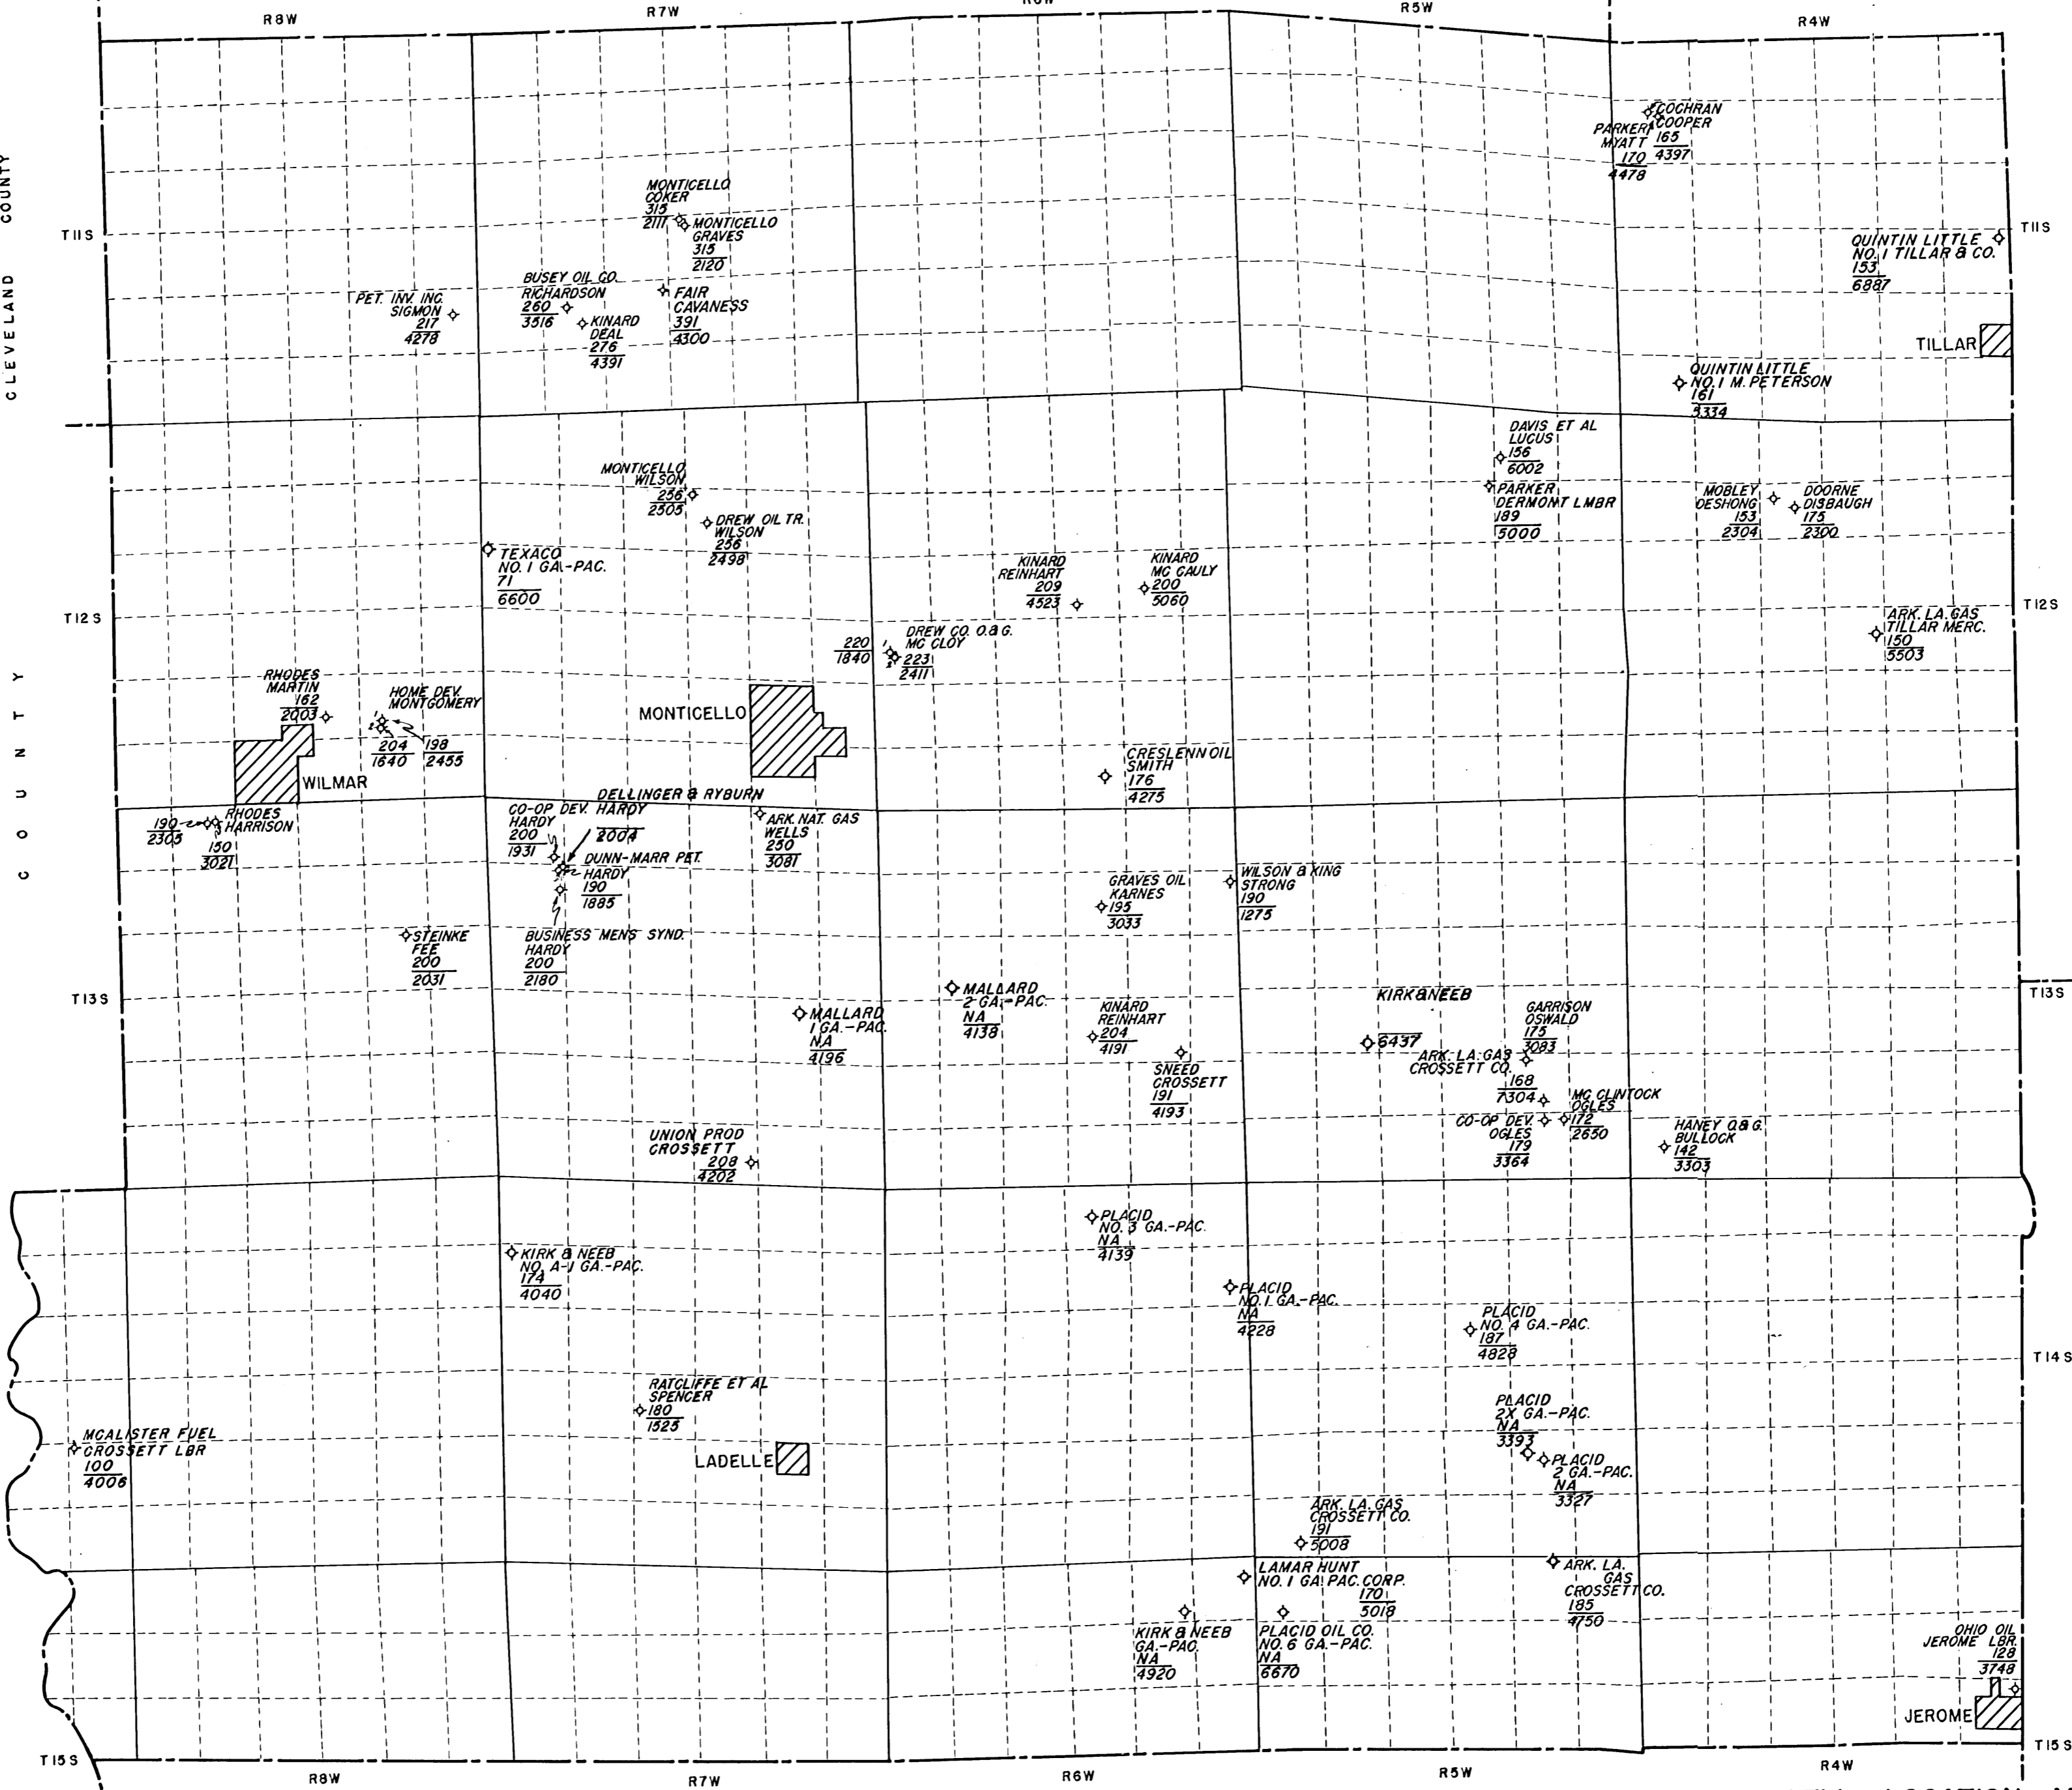 R8W
R7W
R5W
R4W
CLEVELAND COUNTY
COUNTY
T11S
T11S
COCHRAN
COOPER
165
4397
PARKER
MYATT
170
4478
MONTICELLO
COKER
315
2111
MONTICELLO
GRAVES
315
2120
QUINTIN LITTLE
NO. 1 TILLAR & CO.
153
6887
PET. INV. INC.
SIGMON
217
4278
BUSEY OIL CO.
RICHARDSON
260
3516
KINARD
DEAL
276
4391
FAIR
CAVANESS
391
4300
TILLAR
QUINTIN LITTLE
NO. 1 M. PETERSON
161
5334
DAVIS ET AL
LUCUS
156
6002
MONTICELLO
WILSON
256
2505
PARKER
DERMONT LMBR
189
5000
MOBLEY
DESHONG
153
2304
DOORNE
DISBAUGH
175
2300
DREW OIL TR.
WILSON
256
2498
TEXACO
NO. 1 GA.-PAC.
71
6600
KINARD
REINHART
209
4523
KINARD
MC CAULY
200
5060
T12S
T12S
ARK. LA. GAS
TILLAR MERC.
150
5503
220
1840
1
2
DREW CO. O.&G.
MC CLOY
223
2411
RHODES
MARTIN
162
2003
HOME DEV.
MONTGOMERY
1
2
204
1640
198
2455
MONTICELLO
WILMAR
CRESLENN OIL
SMITH
176
4275
190
2305
RHODES
HARRISON
150
3021
CO-OP DEV.
HARDY
200
1931
DELLINGER & RYBURN
HARDY
2004
ARK. NAT. GAS
WELLS
250
3081
DUNN-MARR PET.
HARDY
190
1885
GRAVES OIL
KARNES
195
3033
WILSON & KING
STRONG
190
1275
STEINKE
FEE
200
2031
BUSINESS MENS SYND.
HARDY
200
2180
T13S
T13S
MALLARD
1 GA.-PAC.
NA
4196
MALLARD
2 GA.-PAC.
NA
4138
KINARD
REINHART
204
4191
KIRK & NEEB
6437
GARRISON
OSWALD
175
3083
SNEED
CROSSETT
191
4193
ARK. LA. GAS
CROSSETT CO.
168
7304
MC CLINTOCK
OGLES
172
2650
CO-OP DEV.
OGLES
179
3364
HANEY O.&G.
BULLOCK
142
3303
UNION PROD
CROSSETT
208
4202
PLACID
NO. 3 GA.-PAC.
NA
4139
KIRK & NEEB
NO. A-1 GA.-PAC.
174
4040
PLACID
NO. 1 GA.-PAC.
NA
4228
PLACID
NO. 4 GA.-PAC.
187
4828
T14S
RATCLIFFE ET AL
SPENCER
180
1525
PLACID
2X GA.-PAC.
NA
3393
MCALISTER FUEL
CROSSETT LBR
100
4006
LADELLE
PLACID
2 GA.-PAC.
NA
3327
ARK. LA. GAS
CROSSETT CO.
191
5008
LAMAR HUNT
NO. 1 GA. PAC. CORP.
170
5018
ARK. LA.
GAS
CROSSETT CO.
185
4750
KIRK & NEEB
GA.-PAC.
NA
4920
PLACID OIL CO.
NO. 6 GA.-PAC.
NA
6670
OHIO OIL
JEROME LBR.
128
3748
JEROME
T15S
T15S
R8W
R7W
R6W
R5W
R4W